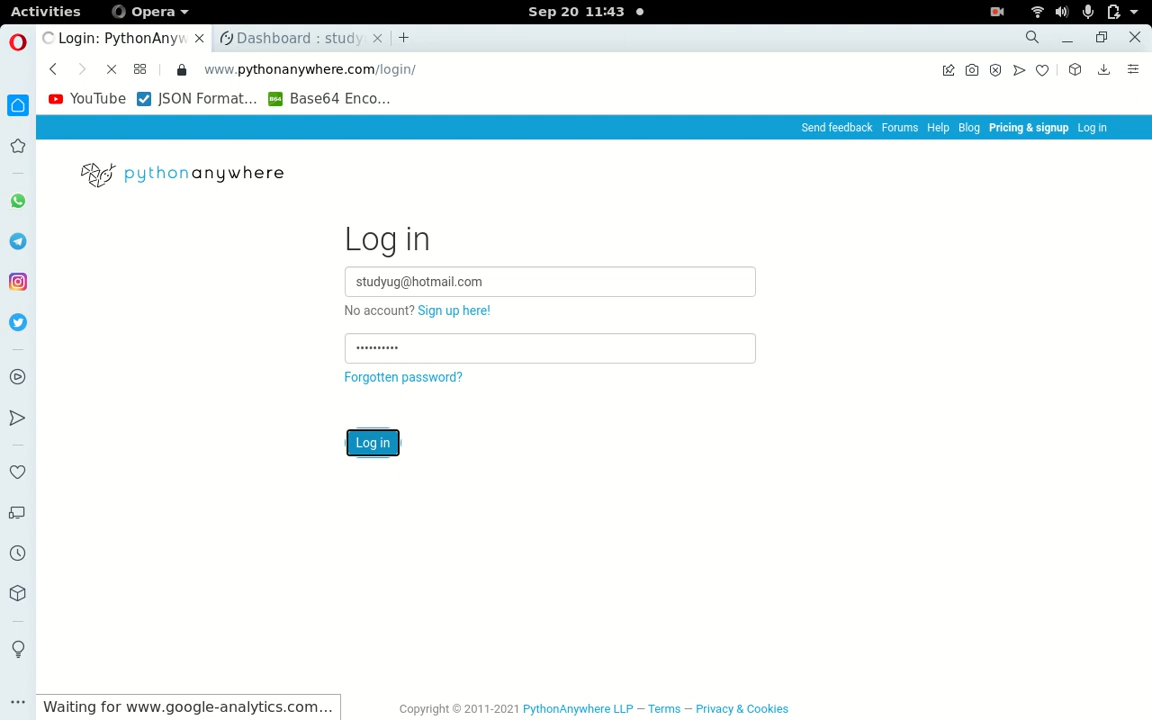 Activities Opera Sep 20 11:43
Login: PythonAnyw Dashboard : study
www.pythonanywhere.com/login/
YouTube JSON Format... B64 Base64 Enco...
Send feedback Forums Help Blog Pricing & signup Log in
pythonanywhere
Log in
studyug@hotmail.com
No account? Sign up here!
••••••••••
Forgotten password?
Log in
Waiting for www.google-analytics.com...
Copyright © 2011-2021 PythonAnywhere LLP — Terms — Privacy & Cookies